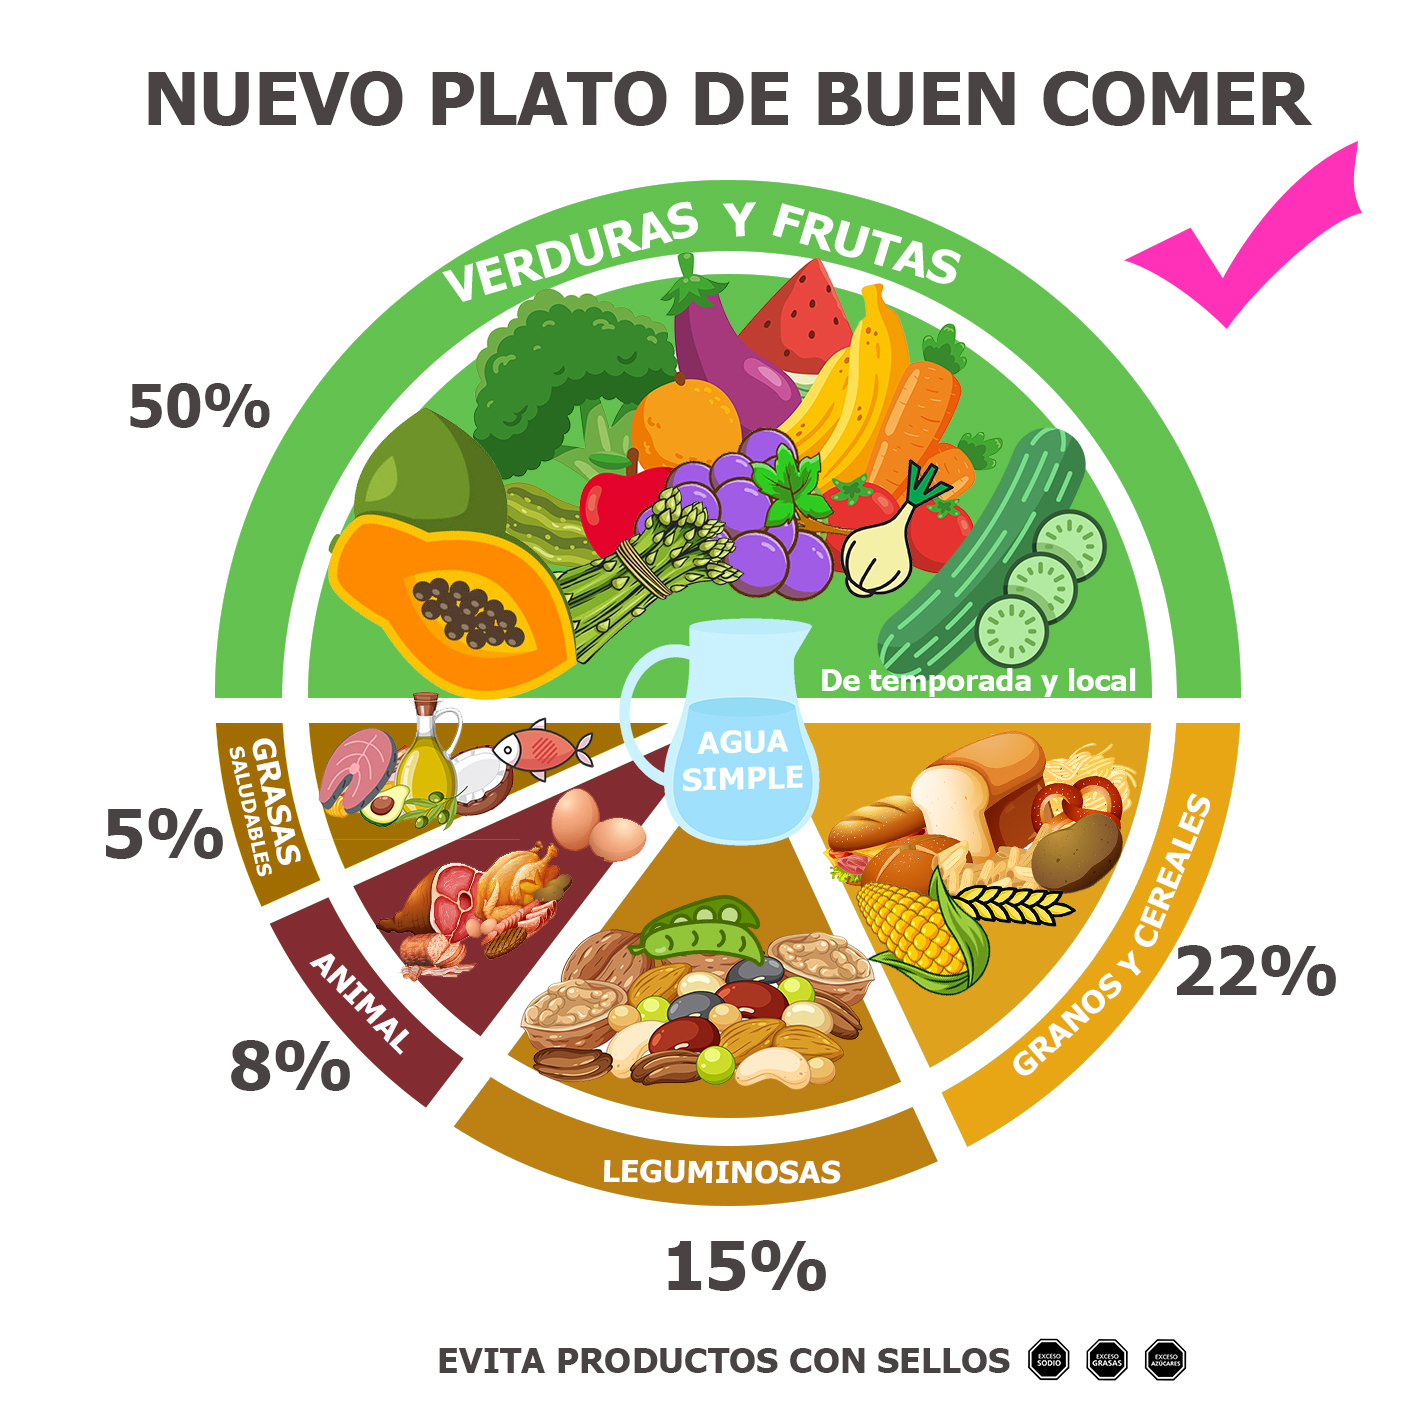 NUEVO PLATO DE BUEN COMER
VERDURAS Y FRUTAS
50%
De temporada y local
AGUA
SIMPLE
GRASAS
SALUDABLES
5%
ANIMAL
8%
GRANOS Y CEREALES
22%
LEGUMINOSAS
15%
EVITA PRODUCTOS CON SELLOS
EXCESO
SODIO
EXCESO
GRASAS
EXCESO
AZÚCARES